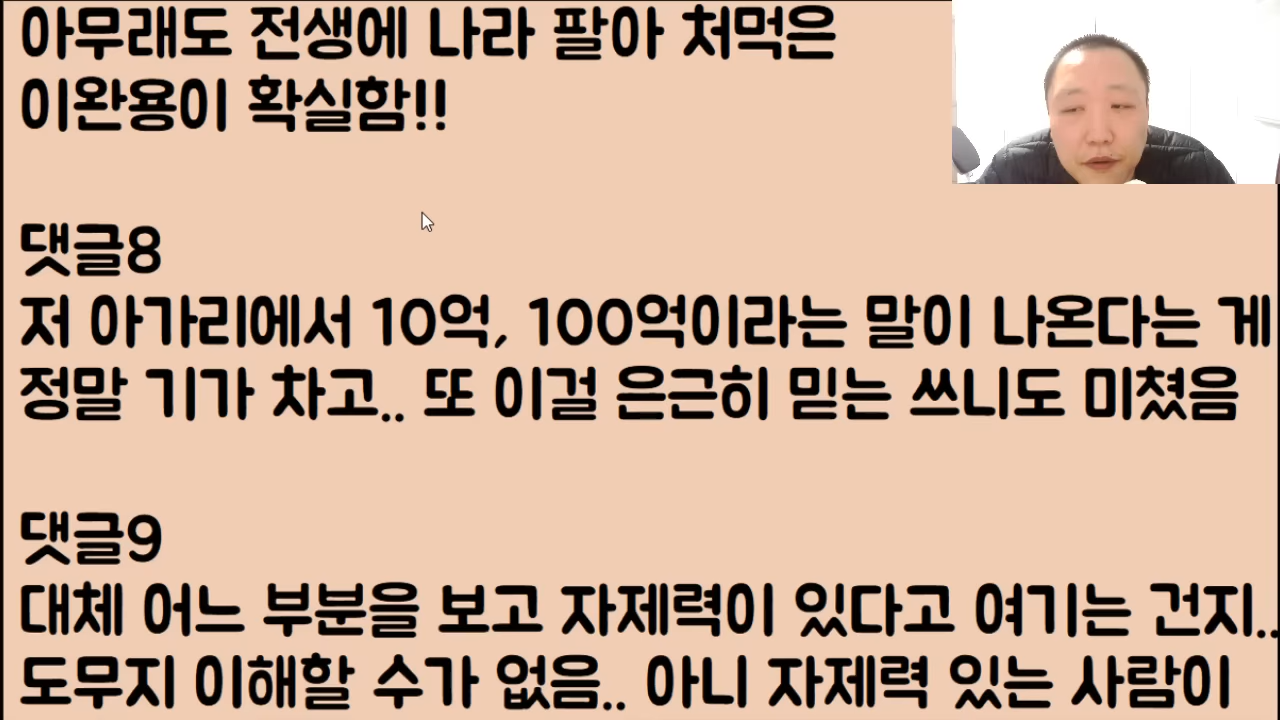 아무래도 전생에 나라 팔아 처먹은
이완용이 확실함!!
댓글8
저 아가리에서 10억, 100억이라는 말이 나온다는 게
정말 기가 차고.. 또 이걸 은근히 믿는 쓰니도 미쳤음
댓글9
대체 어느 부분을 보고 자제력이 있다고 여기는 건지..
도무지 이해할 수가 없음.. 아니 자제력 있는 사람이